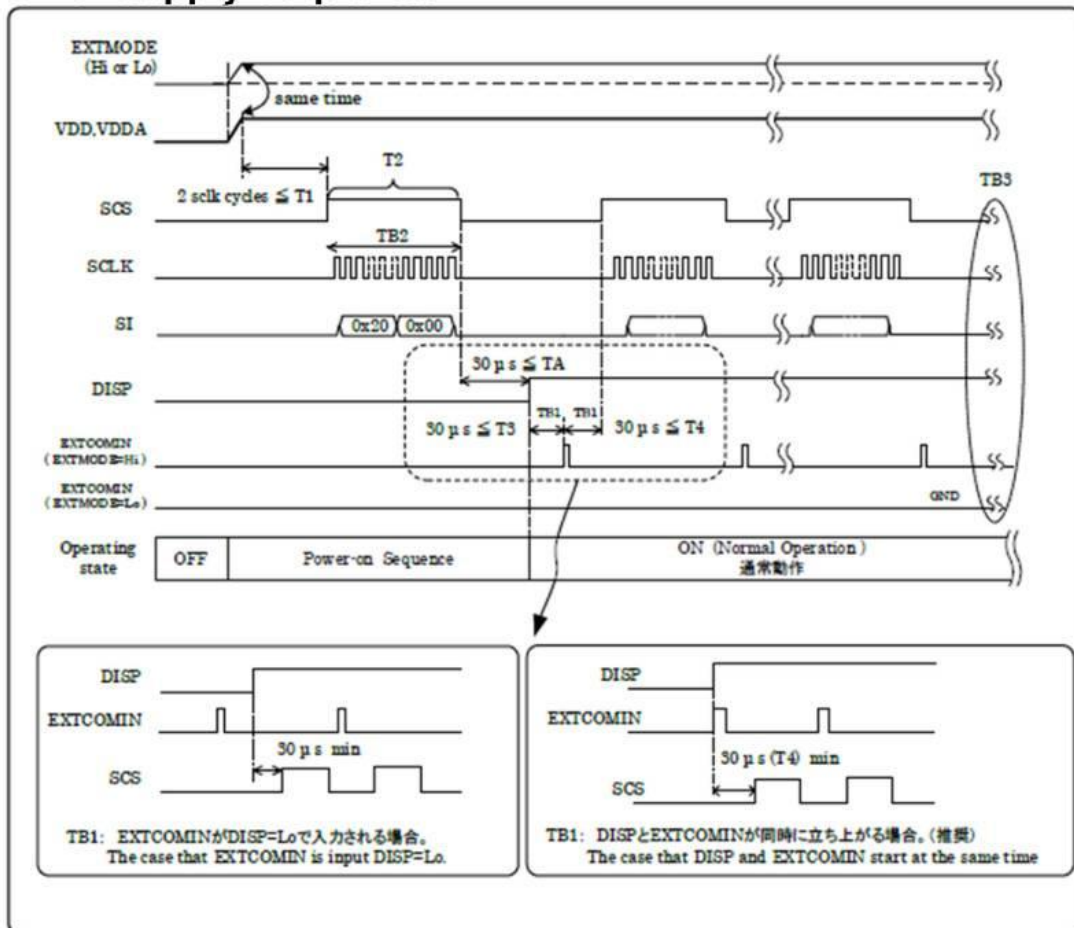 EXTMODE
(Hi or Lo)
same time
VDD,VDDA
T2
2 sclk cycles ≦ T1
TB3
SCS
TB2
SCLK
SI
0x20
0x00
30 μs ≦ TA
DISP
TB1
TB1
30 μs ≦ T3
30 μs ≦ T4
EXTCOMIN
(EXTMODE=Hi)
EXTCOMIN
(EXTMODE=Lo)
GND
Operating
state
OFF
Power-on Sequence
ON (Normal Operation)
通常動作
DISP
EXTCOMIN
30 μs min
SCS
TB1: EXTCOMINがDISP=Loで入力される場合。
The case that EXTCOMIN is input DISP=Lo.
DISP
EXTCOMIN
30 μs (T4) min
SCS
TB1: DISPとEXTCOMINが同時に立ち上がる場合。(推奨)
The case that DISP and EXTCOMIN start at the same time